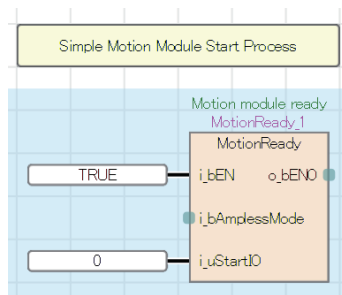 Simple Motion Module Start Process
Motion module ready
MotionReady_1
MotionReady
TRUE i_bEN o_bENO
i_bAmplessMode
0 i_uStartIO